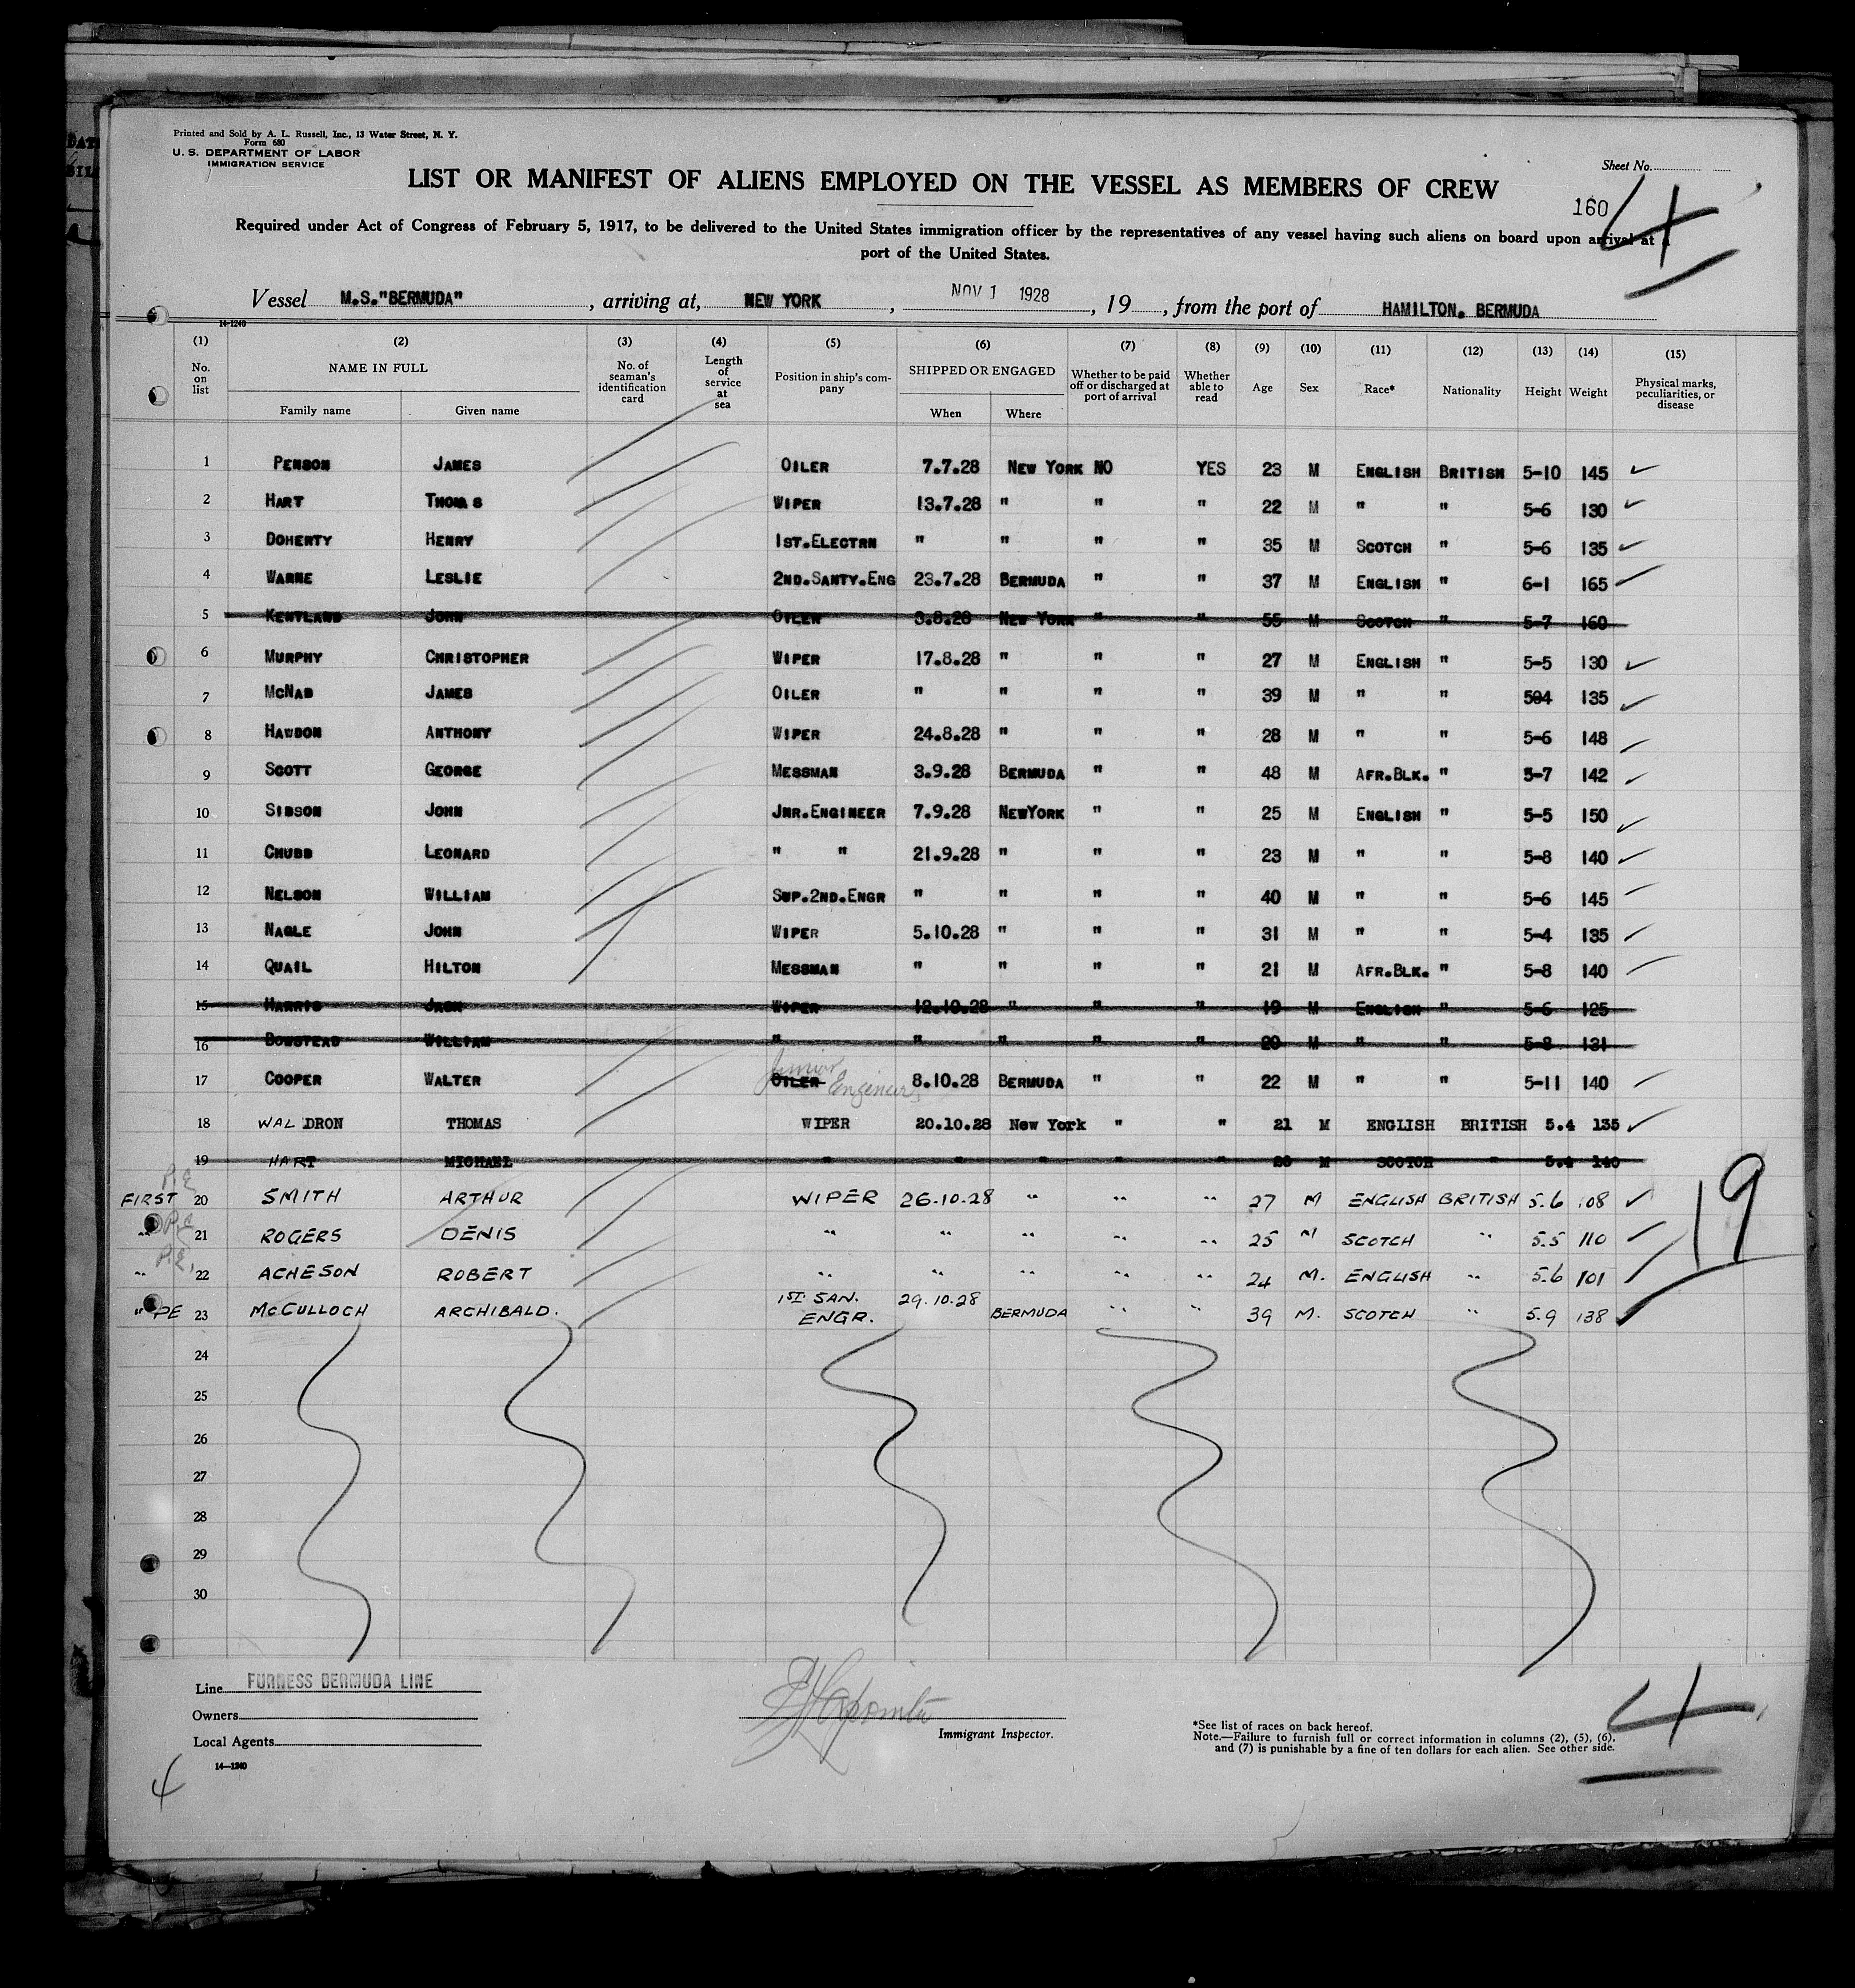 Printed and Sold by A. L. Russell, Inc., 13 Water Street, N. Y.
Form 680
U. S. DEPARTMENT OF LABOR
IMMIGRATION SERVICE
Sheet No.
LIST OR MANIFEST OF ALIENS EMPLOYED ON THE VESSEL AS MEMBERS OF CREW
160 4
Required under Act of Congress of February 5, 1917, to be delivered to the United States immigration officer by the representatives of any vessel having such aliens on board upon arrival at a
port of the United States.
Vessel M.S."BERMUDA", arriving at, NEW YORK, NOV 1 1928, 19, from the port of HAMILTON. BERMUDA
14-1240
(1) (2) (3) (4) (5) (6) (7) (8) (9) (10) (11) (12) (13) (14) (15)
No. on list NAME IN FULL Family name Given name No. of seaman's identification card Length of service at sea Position in ship's company SHIPPED OR ENGAGED When Where Whether to be paid off or discharged at port of arrival Whether able to read Age Sex Race* Nationality Height Weight Physical marks, peculiarities, or disease
1 PENSON JAMES OILER 7.7.28 NEW YORK NO YES 23 M ENGLISH BRITISH 5-10 145
2 HART THOMAS WIPER 13.7.28 " " " 22 M " " 5-6 130
3 DOHERTY HENRY 1ST.ELECTRN " " " " 35 M SCOTCH " 5-6 135
4 WARNE LESLIE 2ND.SANTY.ENG 23.7.28 BERMUDA " " 37 M ENGLISH " 6-1 165
5 KENTLAND JOHN OILER 3.8.28 NEW YORK " " 55 M SCOTCH " 5-7 160
6 MURPHY CHRISTOPHER WIPER 17.8.28 " " " 27 M ENGLISH " 5-5 130
7 MCNAB JAMES OILER " " " " 39 M " " 504 135
8 HAWDON ANTHONY WIPER 24.8.28 " " " 28 M " " 5-6 148
9 SCOTT GEORGE MESSMAN 3.9.28 BERMUDA " " 48 M AFR.BLK. " 5-7 142
10 SIBSON JOHN JNR.ENGINEER 7.9.28 NEWYORK " " 25 M ENGLISH " 5-5 150
11 CHUBB LEONARD " " 21.9.28 " " " 23 M " " 5-8 140
12 NELSON WILLIAM SUP.2ND.ENGR " " " " 40 M " " 5-6 145
13 NAGLE JOHN WIPER 5.10.28 " " " 31 M " " 5-4 135
14 QUAIL HILTON MESSMAN " " " " 21 M AFR.BLK. " 5-8 140
15 HARRIS JACK WIPER 12.10.28 " " " 19 M ENGLISH " 5-6 125
16 BOWSTEAD WILLIAM " " " " " 20 M " " 5-8 131
17 COOPER WALTER OILER Junior Engineer 8.10.28 BERMUDA " " 22 M " " 5-11 140
18 WALDRON THOMAS WIPER 20.10.28 New York " " 21 M ENGLISH BRITISH 5.4 135
19 HART MICHAEL " " " " " M SCOTCH " 5.4 140
P.E. FIRST 20 SMITH ARTHUR WIPER 26.10.28 " " " 27 M ENGLISH BRITISH 5.6 108
" P.E. 21 ROGERS DENIS " " " " " 25 M SCOTCH " 5.5 110
" P.E. 22 ACHESON ROBERT " " " " " 24 M. ENGLISH " 5.6 101
" PE 23 McCULLOCH ARCHIBALD. 1ST. SAN. ENGR. 29.10.28 BERMUDA " " 39 M. SCOTCH " 5.9 138
19
24
25
26
27
28
29
30
Line FURNESS BERMUDA LINE
Owners
Local Agents
14—1240
Immigrant Inspector.
*See list of races on back hereof.
Note.—Failure to furnish full or correct information in columns (2), (5), (6),
and (7) is punishable by a fine of ten dollars for each alien. See other side.
4
4